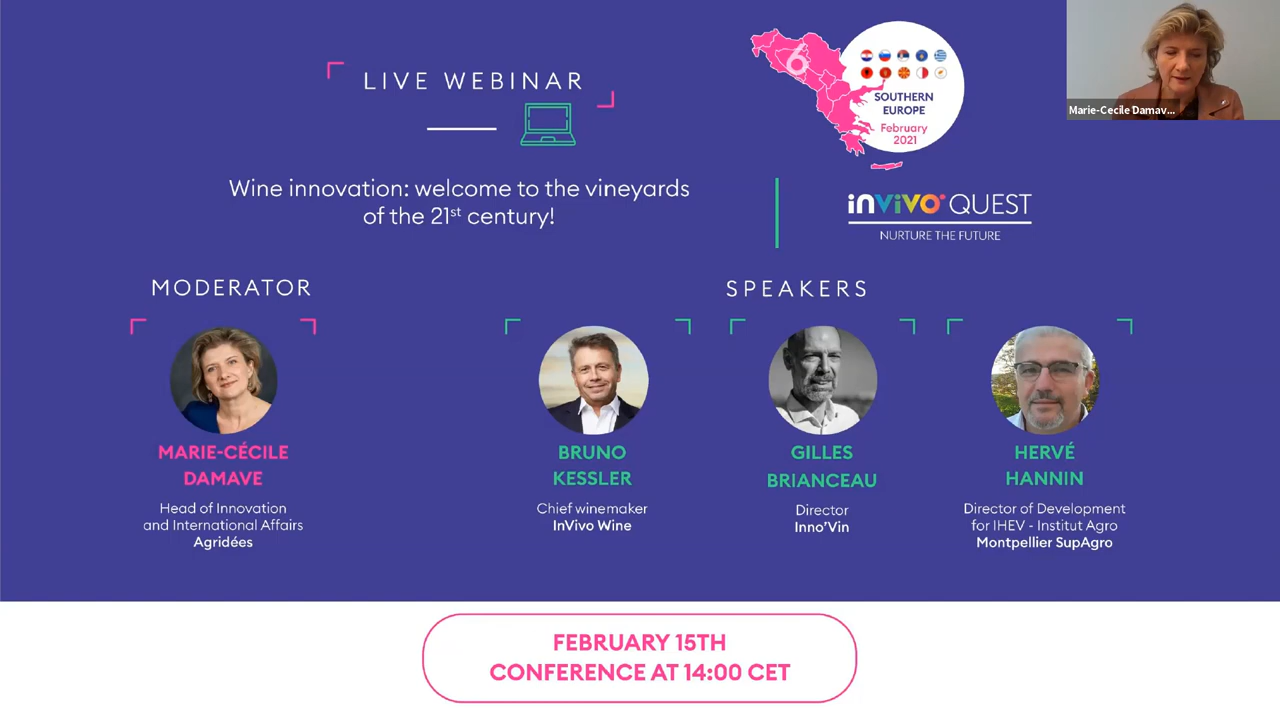 LIVE WEBINAR
6
SOUTHERN
EUROPE
February
2021
Marie-Cecile Damav...
Wine innovation: welcome to the vineyards
of the 21st century!
inVIVO QUEST
NURTURE THE FUTURE
MODERATOR
SPEAKERS
MARIE-CÉCILE
DAMAVE
Head of Innovation
and International Affairs
Agridées
BRUNO
KESSLER
Chief winemaker
InVivo Wine
GILLES
BRIANCEAU
Director
Inno'Vin
HERVÉ
HANNIN
Director of Development
for IHEV - Institut Agro
Montpellier SupAgro
FEBRUARY 15TH
CONFERENCE AT 14:00 CET